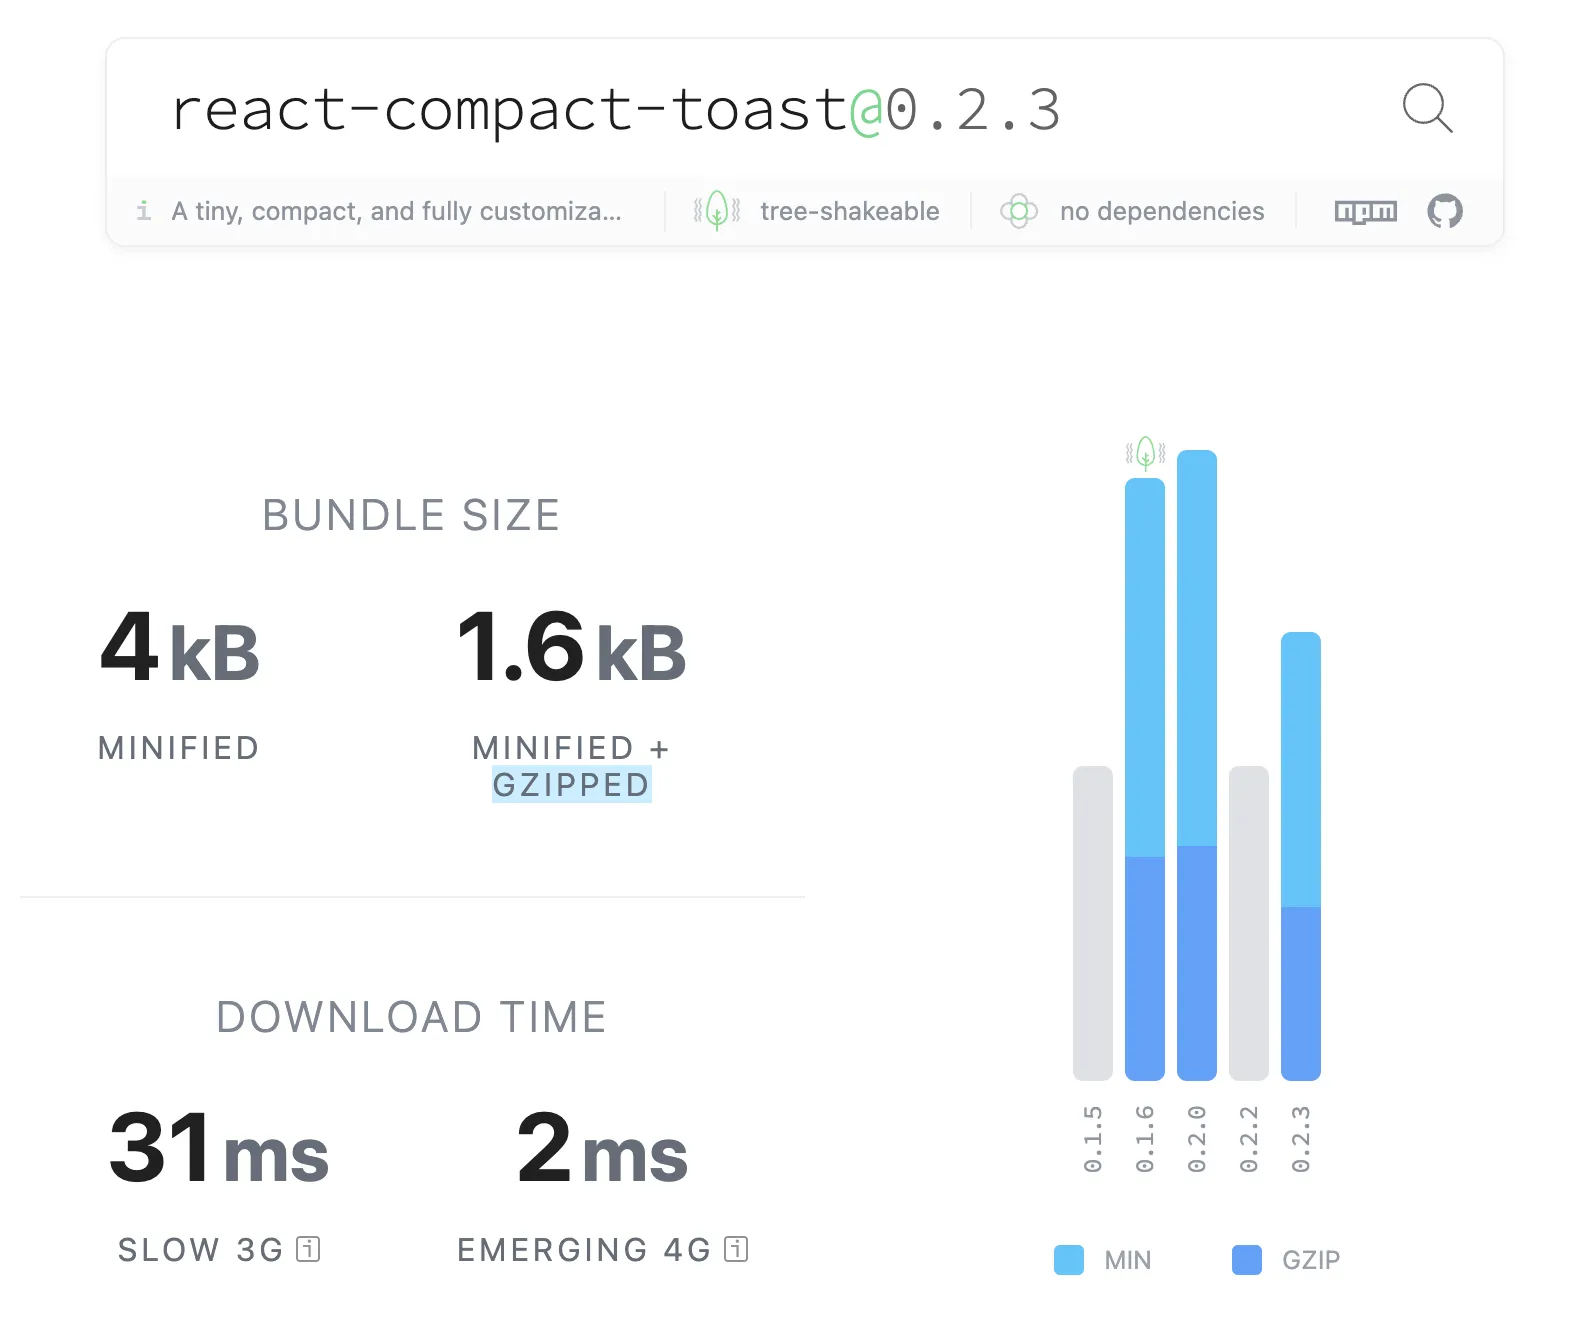 react-compact-toast@0.2.3
i A tiny, compact, and fully customiza... tree-shakeable no dependencies npm
BUNDLE SIZE
4 kB 1.6 kB
MINIFIED MINIFIED +
GZIPPED
DOWNLOAD TIME
31 ms 2 ms
SLOW 3G i EMERGING 4G i
0.1.5 0.1.6 0.2.0 0.2.2 0.2.3
MIN GZIP